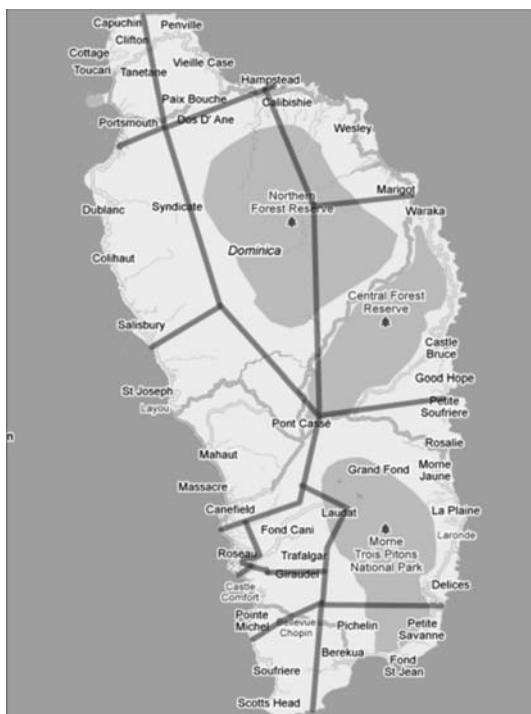 Capuchin
Penville
Clifton
Cottage
Vieille Case
Toucari
Tanetane
Hampstead
Paix Bouche
Calibishie
Portsmouth
Dos D' Ane
Wesley
Marigot
Northern
Forest Reserve
Dublanc
Syndicate
Waraka
Dominica
Colihaut
Central Forest
Reserve
Salisbury
Castle
Bruce
Good Hope
St Joseph
Petite
Soufriere
Layou
Pont Cassé
Rosalie
Mahaut
Grand Fond
Morne
Jaune
Massacre
Canefield
Laudat
La Plaine
Fond Cani
Laronde
Morne
Trois Pitons
National Park
Roseau
Trafalgar
Giraudel
Castle
Comfort
Delices
Pointe
Michel
Bellevue
Chopin
Pichelin
Petite
Savanne
Berekua
Fond
St Jean
Soufriere
Scotts Head
n